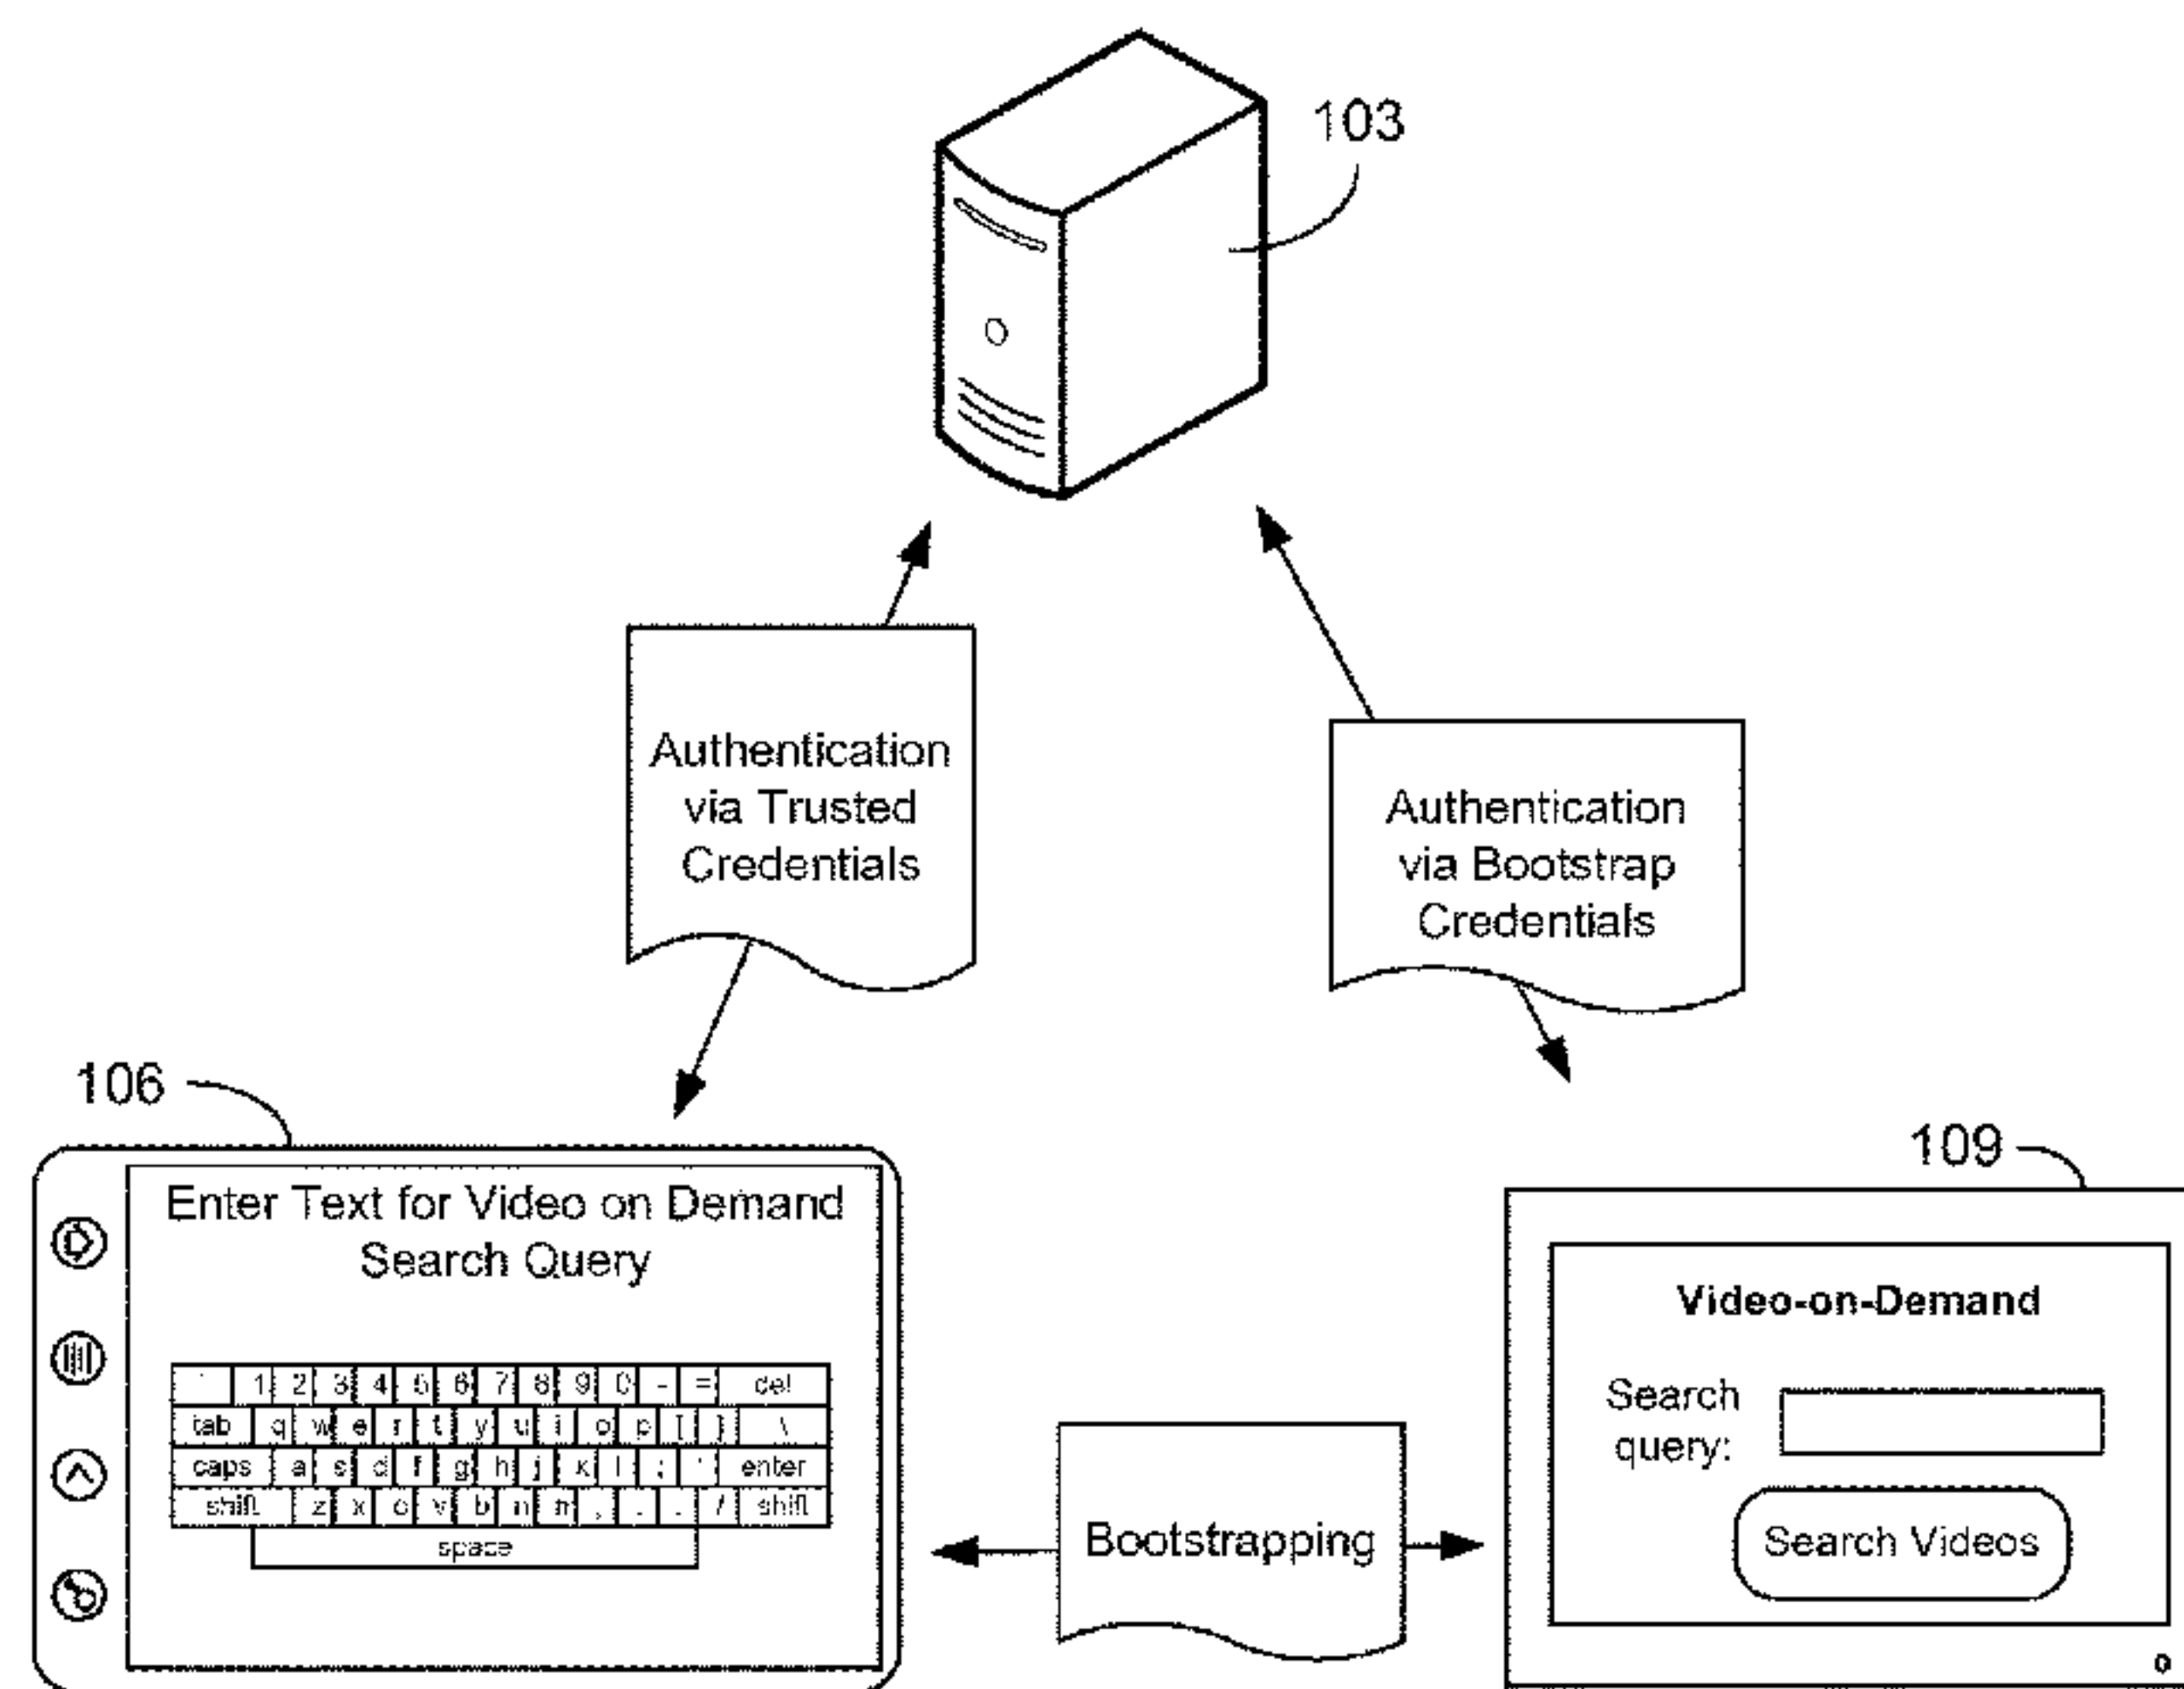 103
Authentication
via Trusted
Credentials
Authentication
via Bootstrap
Credentials
106
109
Enter Text for Video on Demand
Search Query
1 2 3 4 5 6 7 8 9 0 - = del
tab q w e r t y u i o p [ ] \
caps a s d f g h j k l ; ' enter
shift z x c v b n m , . / shift
space
Bootstrapping
Video-on-Demand
Search
query:
Search Videos